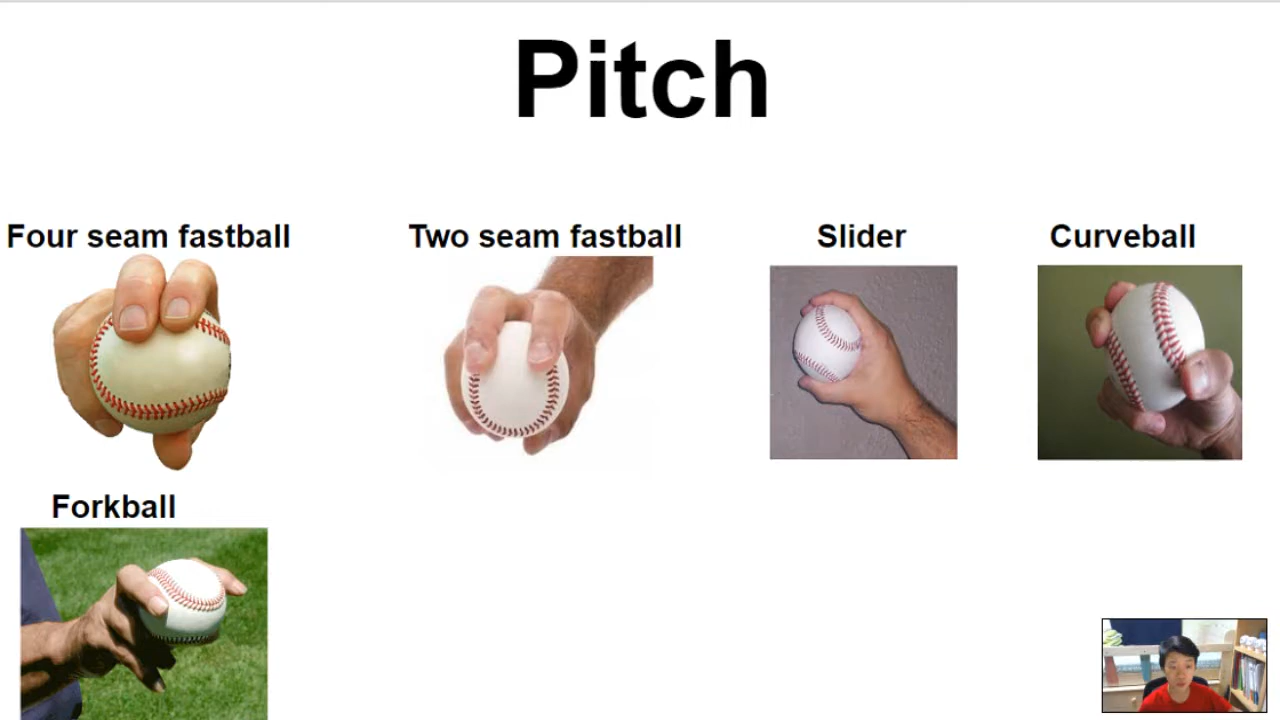 Pitch
Four seam fastball
Two seam fastball
Slider
Curveball
Forkball